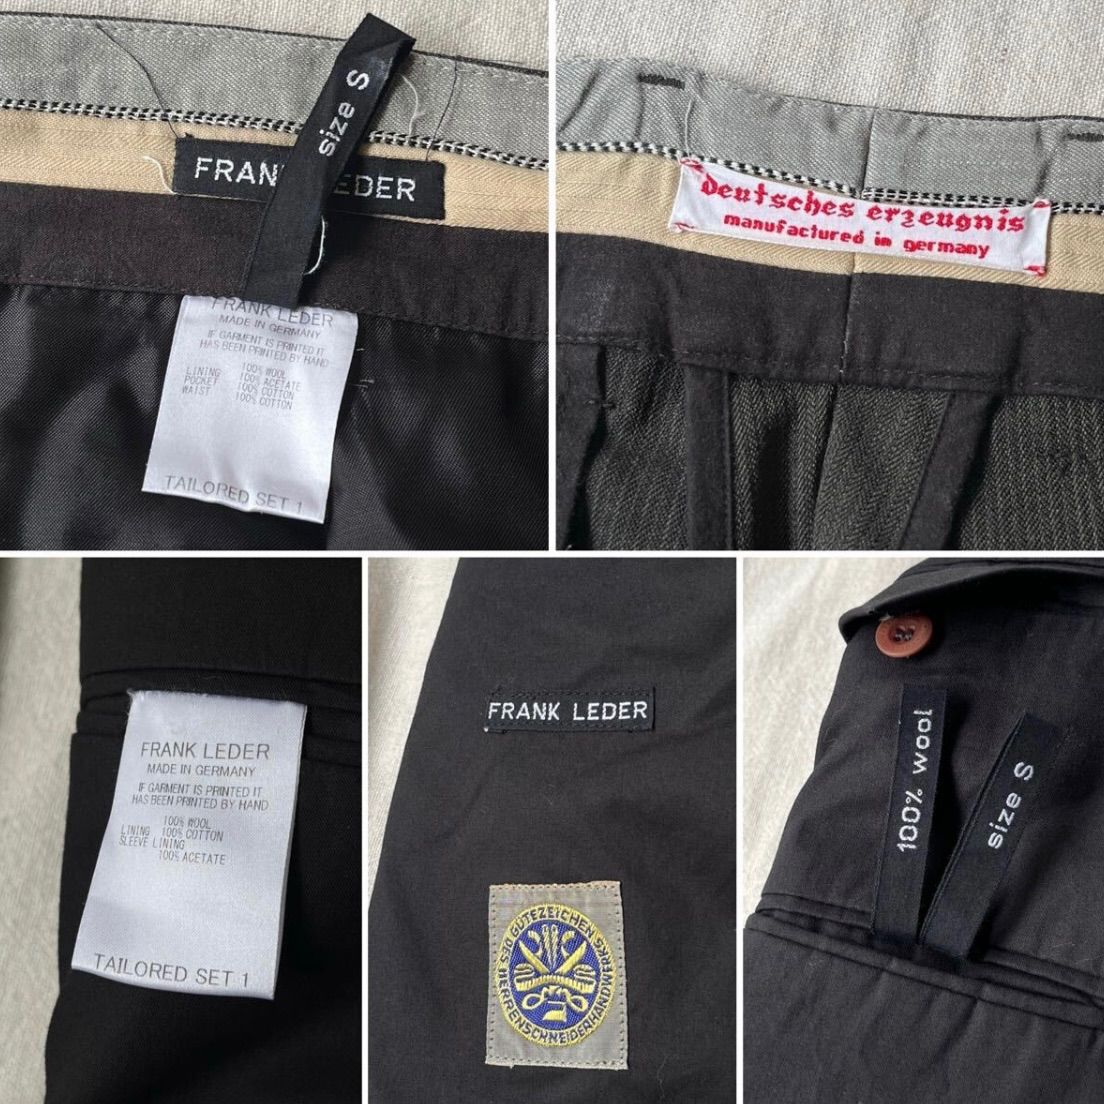 size S
FRANK LEDER
FRANK LEDER
MADE IN GERMANY
IF GARMENT IS PRINTED IT
HAS BEEN PRINTED BY HAND
100% WOOL
LINING 100% ACETATE
POCKET 100% COTTON
WAIST 100% COTTON
TAILORED SET 1
deutsches erzeugnis
manufactured in germany
FRANK LEDER
MADE IN GERMANY
IF GARMENT IS PRINTED IT
HAS BEEN PRINTED BY HAND
100% WOOL
LINING 100% COTTON
SLEEVE LINING
100% ACETATE
TAILORED SET 1
FRANK LEDER
GÜTEZEICHEN
DES HERRENSCHNEIDERHANDWERKS
100% wool
size S